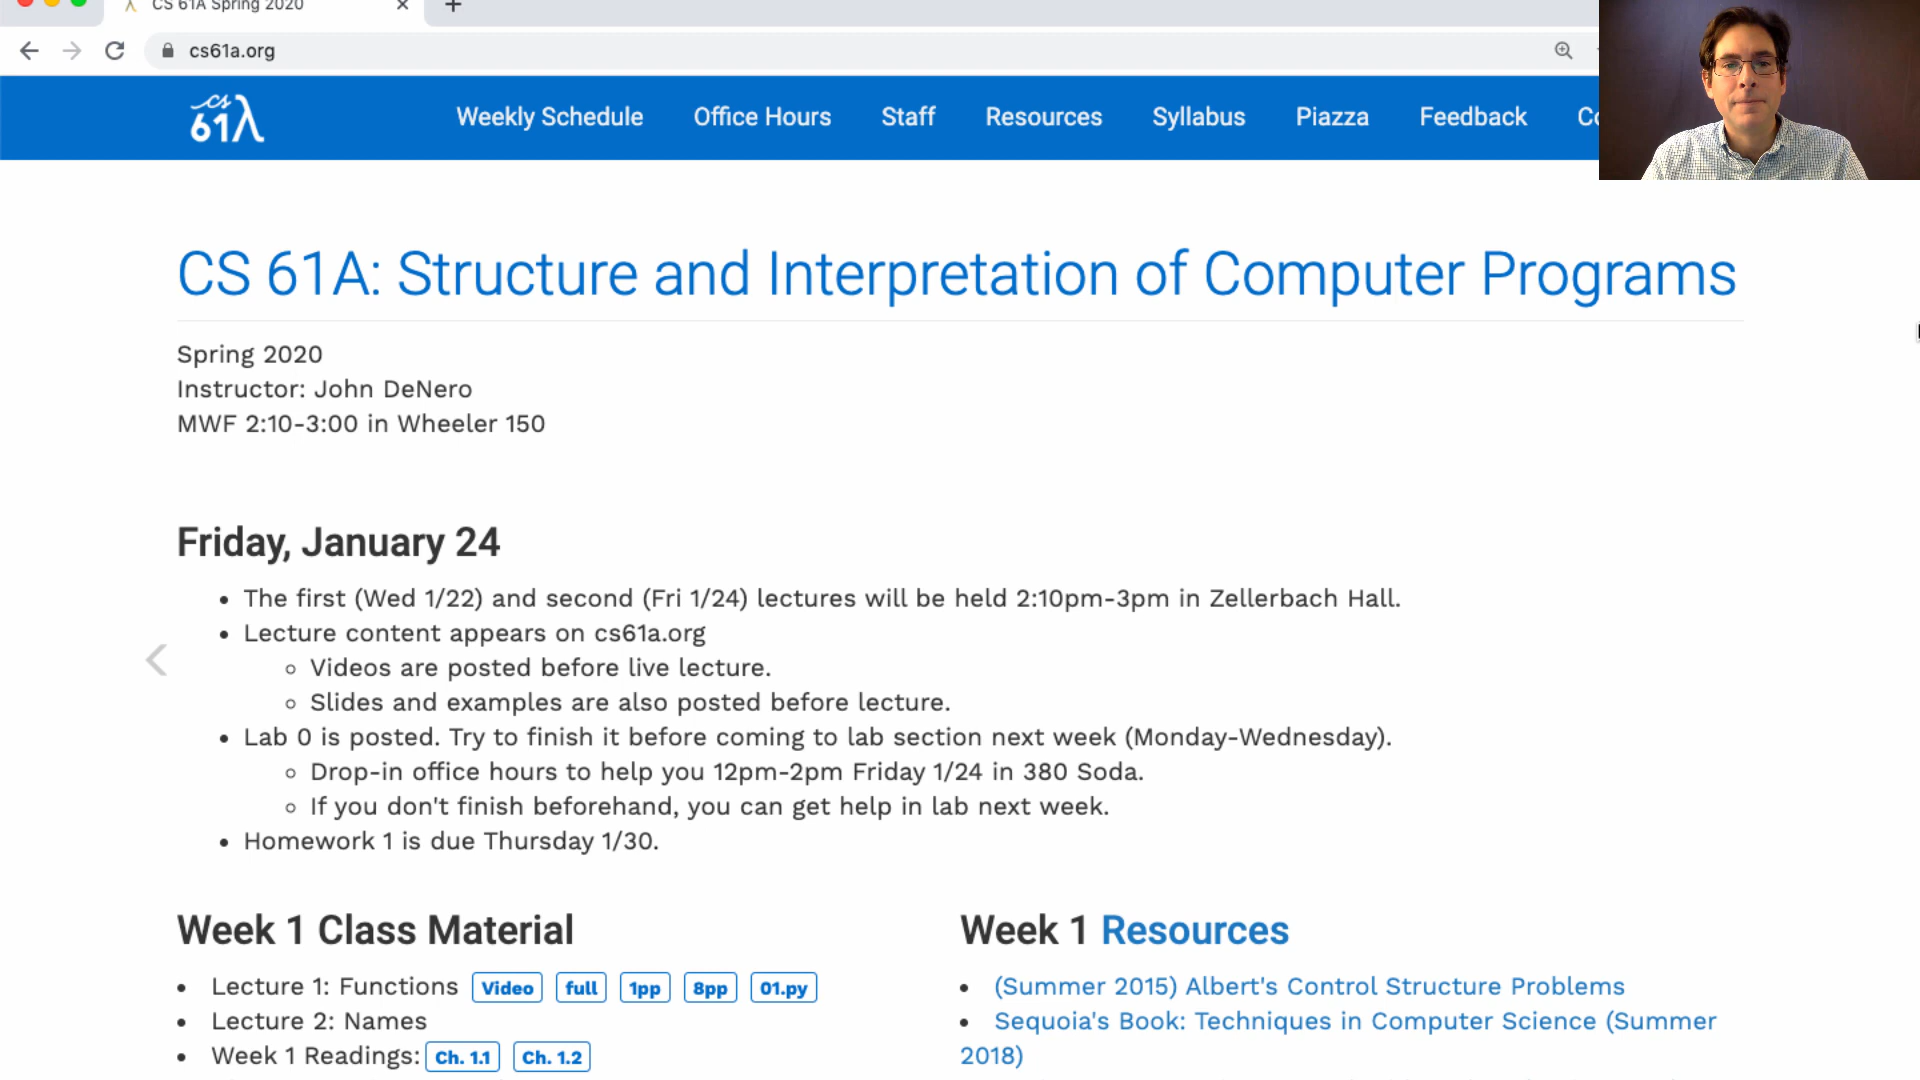 CS 61A Spring 2020
cs61a.org
cs
61λ
Weekly Schedule
Office Hours
Staff
Resources
Syllabus
Piazza
Feedback
CS 61A: Structure and Interpretation of Computer Programs
Spring 2020
Instructor: John DeNero
MWF 2:10-3:00 in Wheeler 150
Friday, January 24
• The first (Wed 1/22) and second (Fri 1/24) lectures will be held 2:10pm-3pm in Zellerbach Hall.
• Lecture content appears on cs61a.org
○ Videos are posted before live lecture.
○ Slides and examples are also posted before lecture.
• Lab 0 is posted. Try to finish it before coming to lab section next week (Monday-Wednesday).
○ Drop-in office hours to help you 12pm-2pm Friday 1/24 in 380 Soda.
○ If you don't finish beforehand, you can get help in lab next week.
• Homework 1 is due Thursday 1/30.
Week 1 Class Material
• Lecture 1: Functions Video full 1pp 8pp 01.py
• Lecture 2: Names
• Week 1 Readings: Ch. 1.1 Ch. 1.2
Week 1 Resources
• (Summer 2015) Albert's Control Structure Problems
• Sequoia's Book: Techniques in Computer Science (Summer
2018)